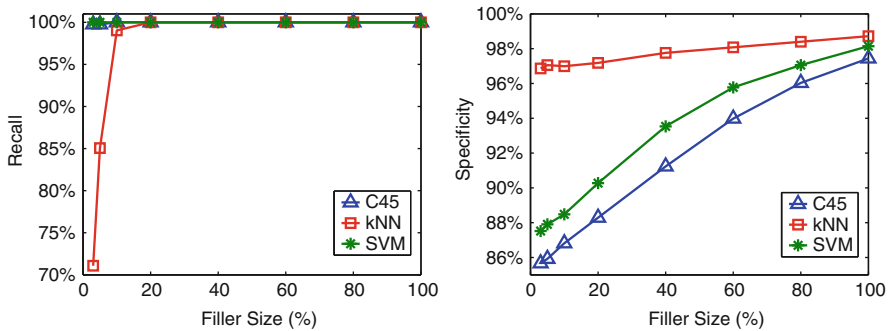 100%
95%
90%
85%
80%
75%
70%
Recall
0
20
40
60
80
100
Filler Size (%)
C45
kNN
SVM
100%
98%
96%
94%
92%
90%
88%
86%
Specificity
0
20
40
60
80
100
Filler Size (%)
C45
kNN
SVM